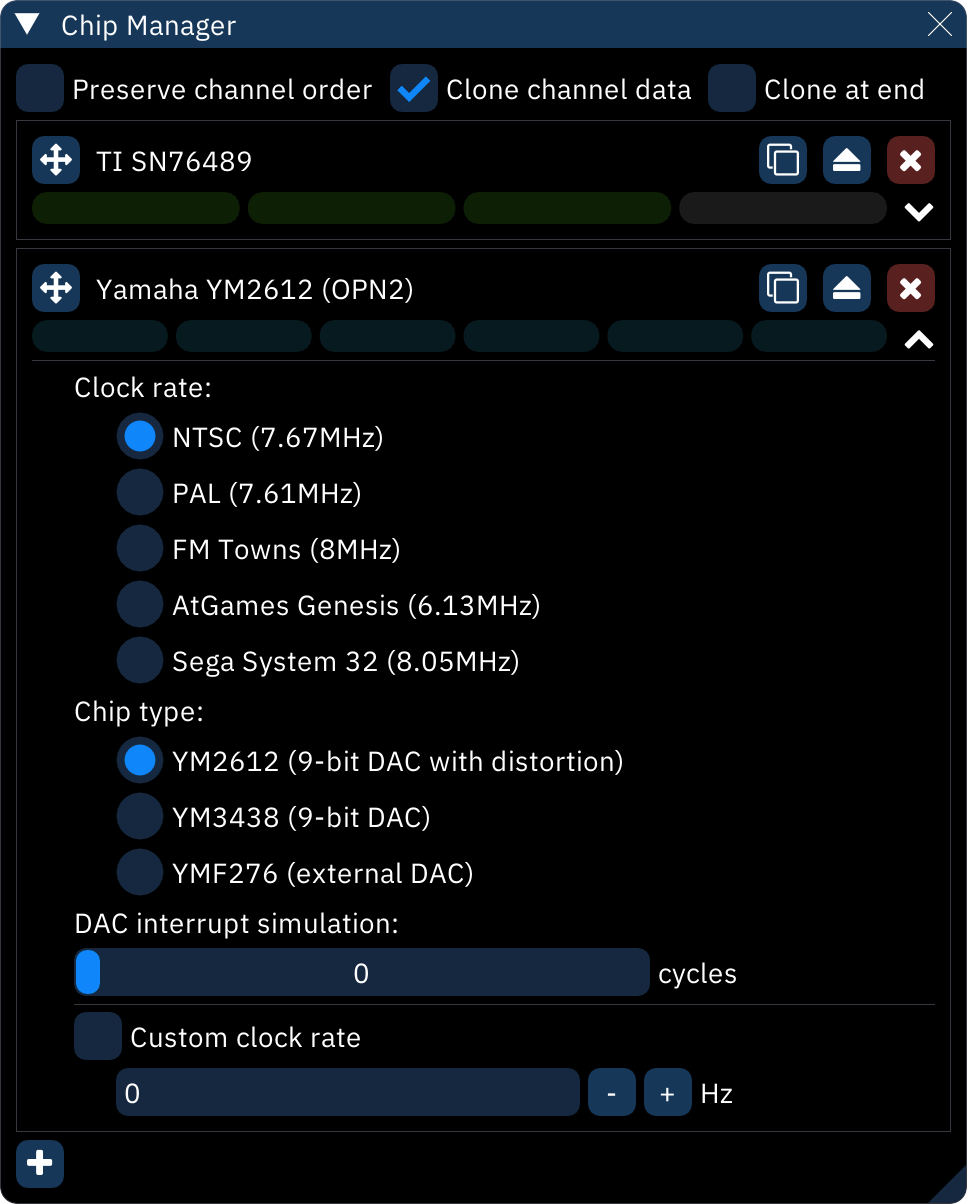 Chip Manager
Preserve channel order Clone channel data Clone at end
TI SN76489
Yamaha YM2612 (OPN2)
Clock rate:
NTSC (7.67MHz)
PAL (7.61MHz)
FM Towns (8MHz)
AtGames Genesis (6.13MHz)
Sega System 32 (8.05MHz)
Chip type:
YM2612 (9-bit DAC with distortion)
YM3438 (9-bit DAC)
YMF276 (external DAC)
DAC interrupt simulation:
0 cycles
Custom clock rate
0 - + Hz